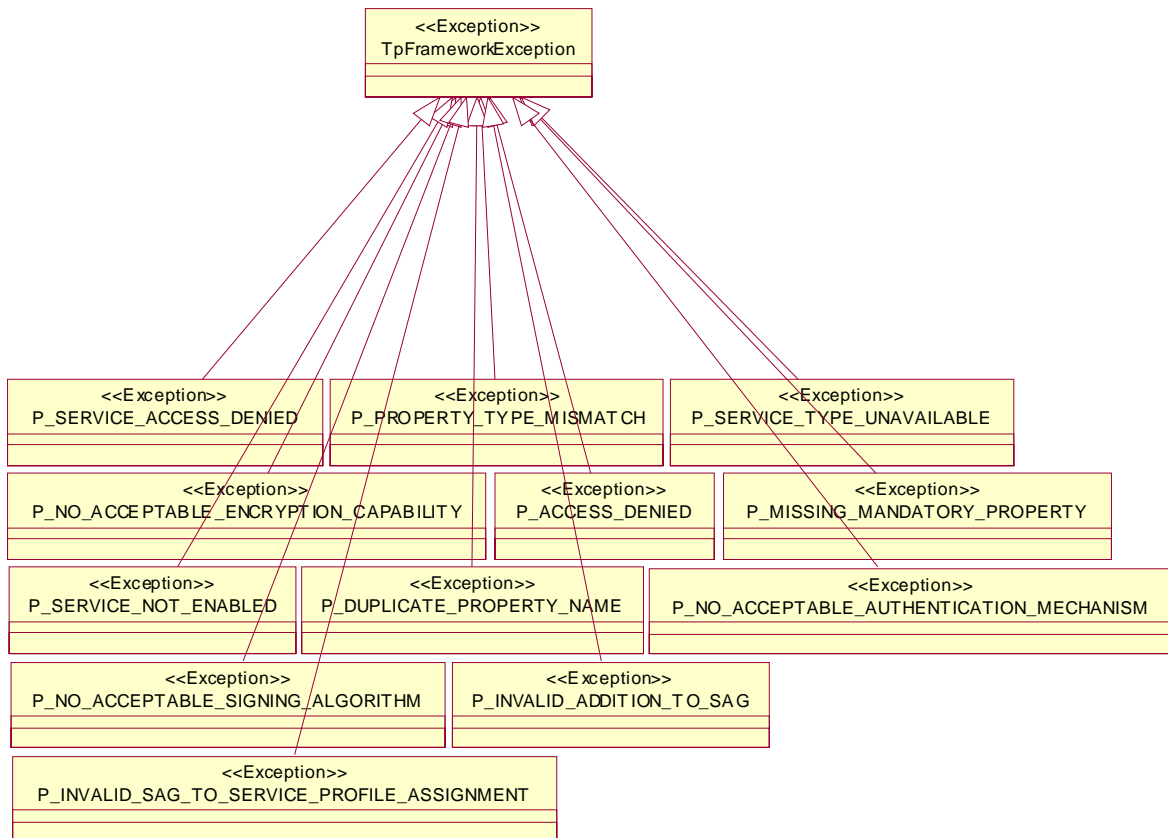 <<Exception>>
TpFrameworkException
<<Exception>>
P_SERVICE_ACCESS_DENIED
<<Exception>>
P_PROPERTY_TYPE_MISMATCH
<<Exception>>
P_SERVICE_TYPE_UNAVAILABLE
<<Exception>>
P_NO_ACCEPTABLE_ENCRYPTION_CAPABILITY
<<Exception>>
P_ACCESS_DENIED
<<Exception>>
P_MISSING_MANDATORY_PROPERTY
<<Exception>>
P_SERVICE_NOT_ENABLED
<<Exception>>
P_DUPLICATE_PROPERTY_NAME
<<Exception>>
P_NO_ACCEPTABLE_AUTHENTICATION_MECHANISM
<<Exception>>
P_NO_ACCEPTABLE_SIGNING_ALGORITHM
<<Exception>>
P_INVALID_ADDITION_TO_SAG
<<Exception>>
P_INVALID_SAG_TO_SERVICE_PROFILE_ASSIGNMENT